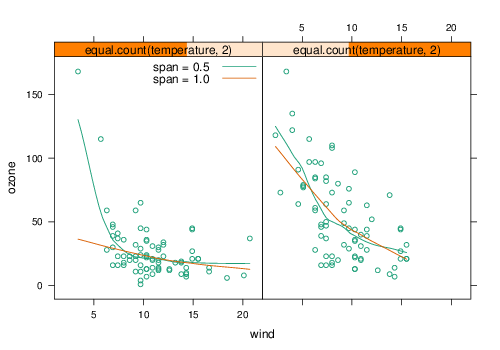 5 10 15 20
equal.count(temperature, 2) equal.count(temperature, 2)
span = 0.5
span = 1.0
150
100
50
0
ozone
5 10 15 20
wind